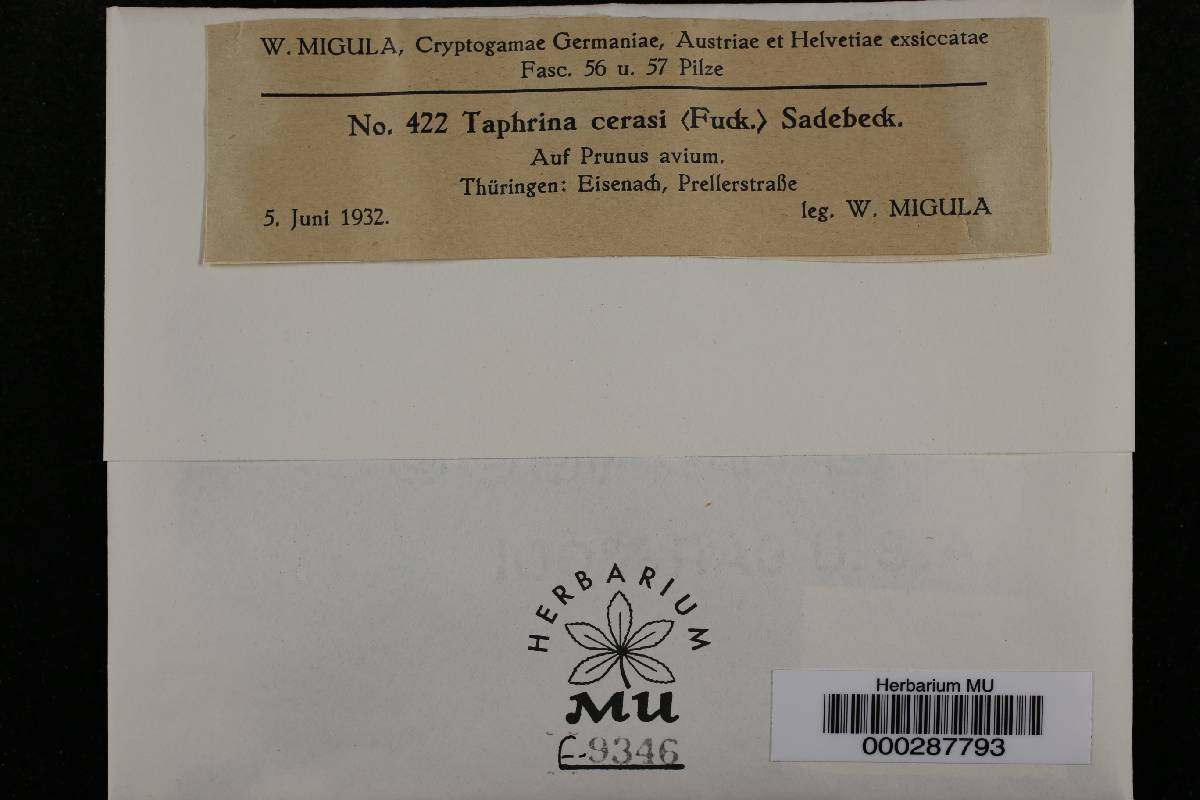 W. MIGULA, Cryptogamae Germaniae, Austriae et Helvetiae exsiccatae
Fasc. 56 u. 57 Pilze
No. 422 Taphrina cerasi (Fuck.) Sadebeck.
Auf Prunus avium.
Thüringen: Eisenach, Prellerstraße
5. Juni 1932. leg. W. MIGULA
HERBARIUM
MU
F-9346
Herbarium MU
000287793